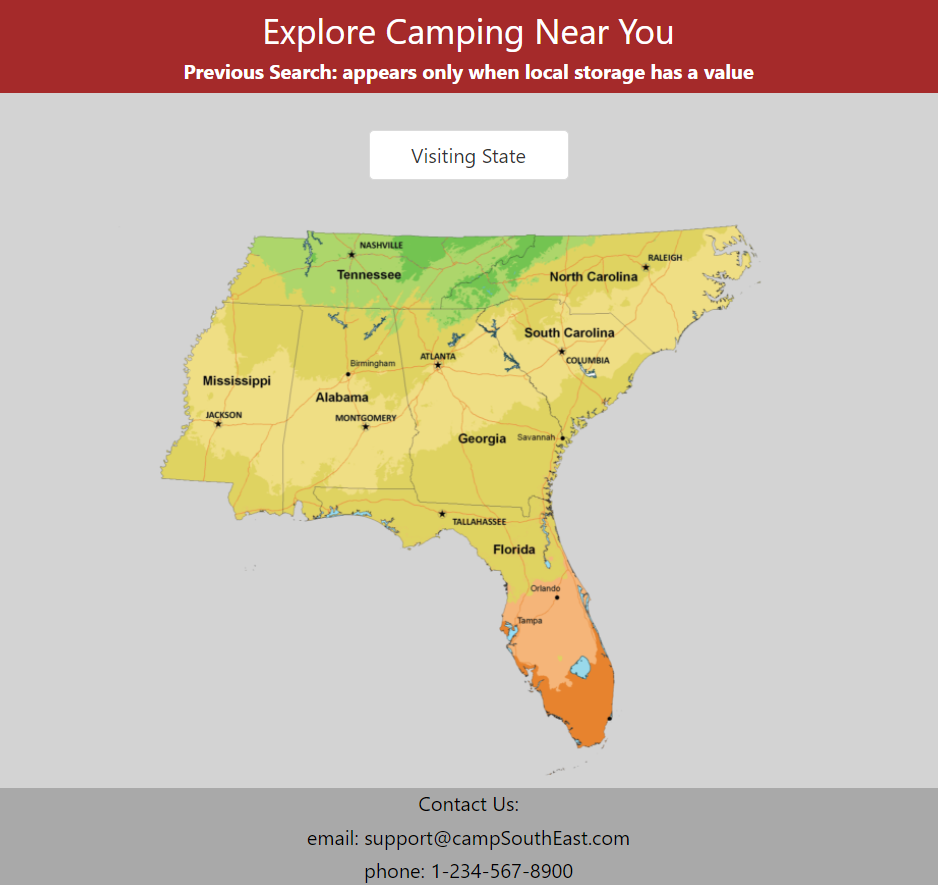 Explore Camping Near You
Previous Search: appears only when local storage has a value
Visiting State
NASHVILLE
Tennessee
RALEIGH
North Carolina
South Carolina
ATLANTA
COLUMBIA
Birmingham
Mississippi
Alabama
JACKSON
MONTGOMERY
Georgia
Savannah
TALLAHASSEE
Florida
Orlando
Tampa
Contact Us:
email: support@campSouthEast.com
phone: 1-234-567-8900